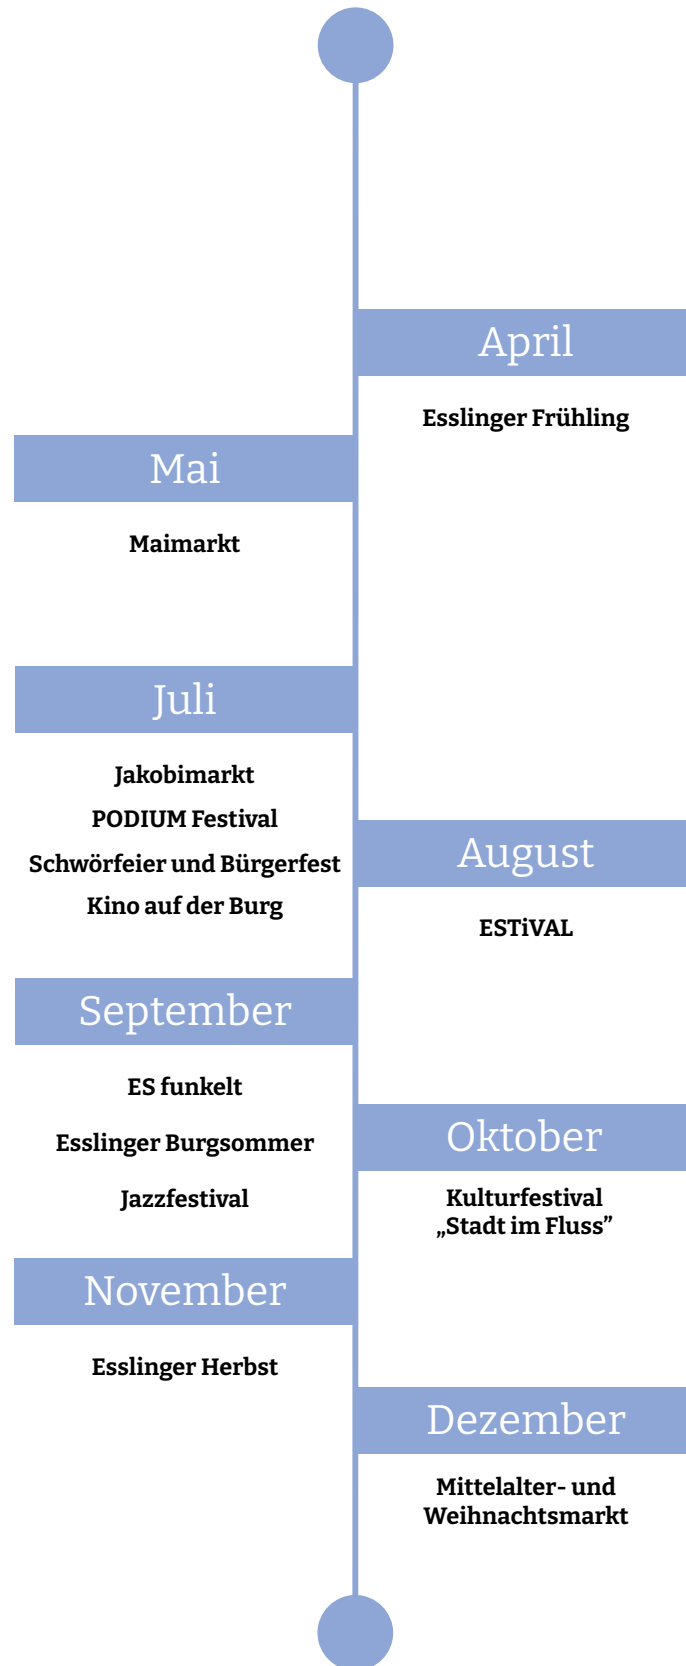 April
Esslinger Frühling
Mai
Maimarkt
Juli
Jakobimarkt
PODIUM Festival
Schwörfeier und Bürgerfest
Kino auf der Burg
August
ESTiVAL
September
ES funkelt
Esslinger Burgsommer
Jazzfestival
Oktober
Kulturfestival
„Stadt im Fluss”
November
Esslinger Herbst
Dezember
Mittelalter- und
Weihnachtsmarkt